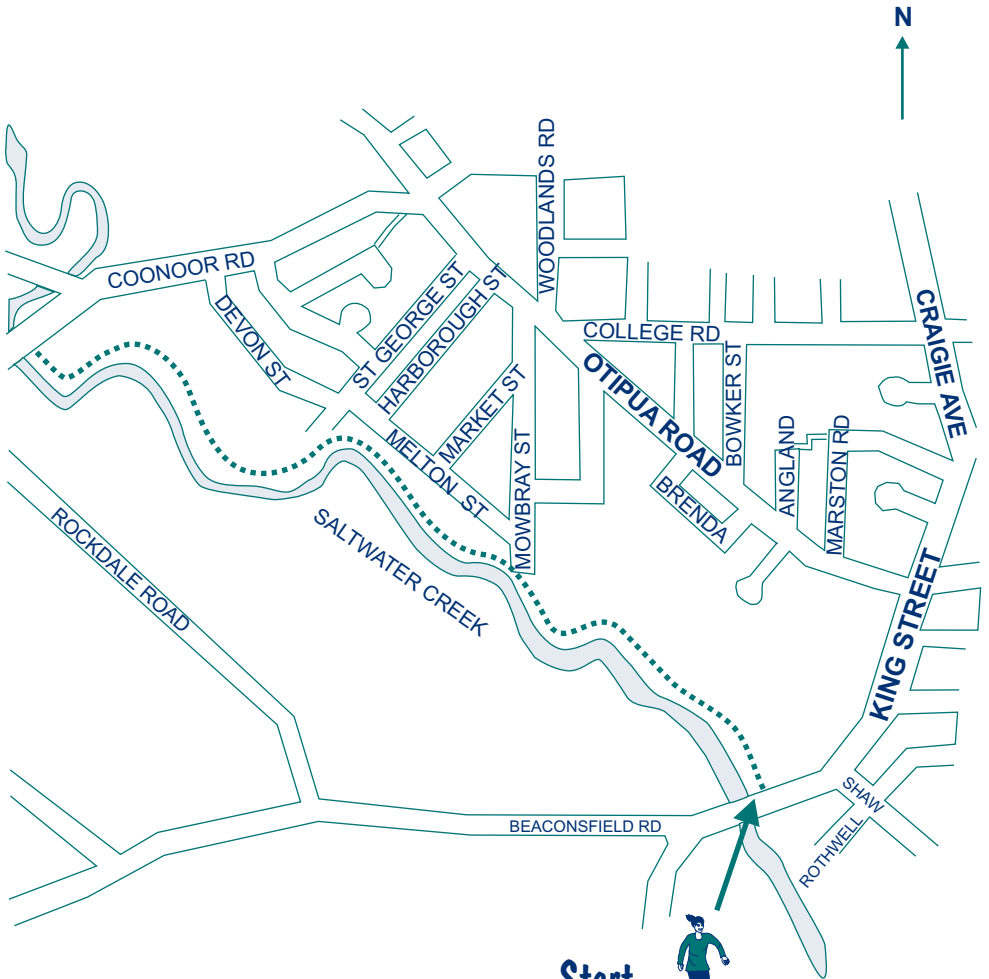 N
WOODLANDS RD
COONOOR RD
ST GEORGE ST
HARBOROUGH ST
DEVON ST
COLLEGE RD
CRAIGIE AVE
OTIPUA ROAD
BOWKER ST
MARKET ST
MELTON ST
MOWBRAY ST
BRENDA
ANGLAND
MARSTON RD
SALTWATER CREEK
ROCKDALE ROAD
KING STREET
SHAW
ROTHWELL
BEACONSFIELD RD
Start